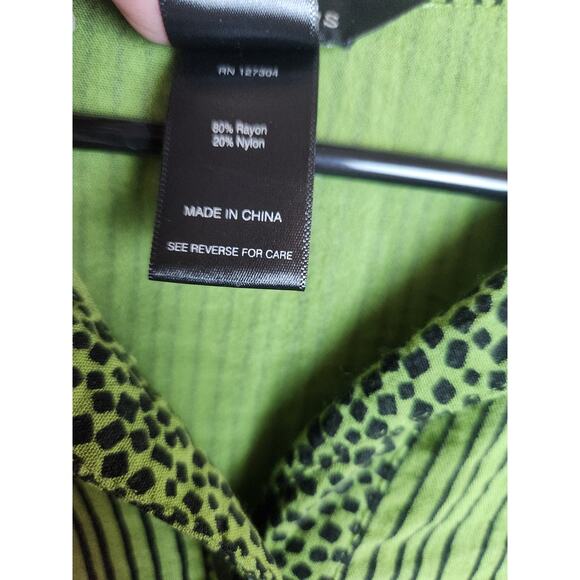 S
RN 127304
80% Rayon
20% Nylon
MADE IN CHINA
SEE REVERSE FOR CARE